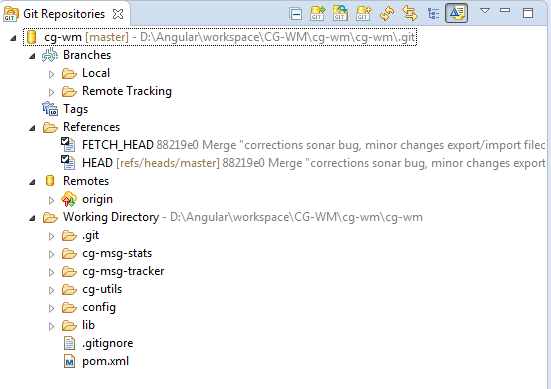 Git Repositories
cg-wm [master] - D:\Angular\workspace\CG-WM\cg-wm\cg-wm\.git
Branches
Local
Remote Tracking
Tags
References
FETCH_HEAD 88219e0 Merge "corrections sonar bug, minor changes export/import filec
HEAD [refs/heads/master] 88219e0 Merge "corrections sonar bug, minor changes export
Remotes
origin
Working Directory - D:\Angular\workspace\CG-WM\cg-wm\cg-wm
.git
cg-msg-stats
cg-msg-tracker
cg-utils
config
lib
.gitignore
pom.xml